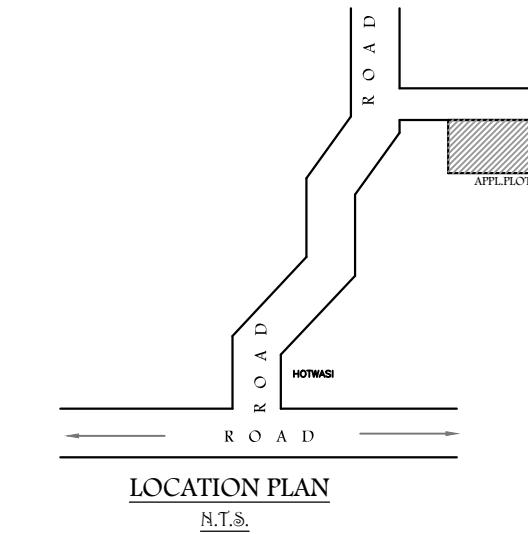 ROAD
APPL.PLOT
ROAD
HOTWASI
ROAD
LOCATION PLAN
N.T.S.